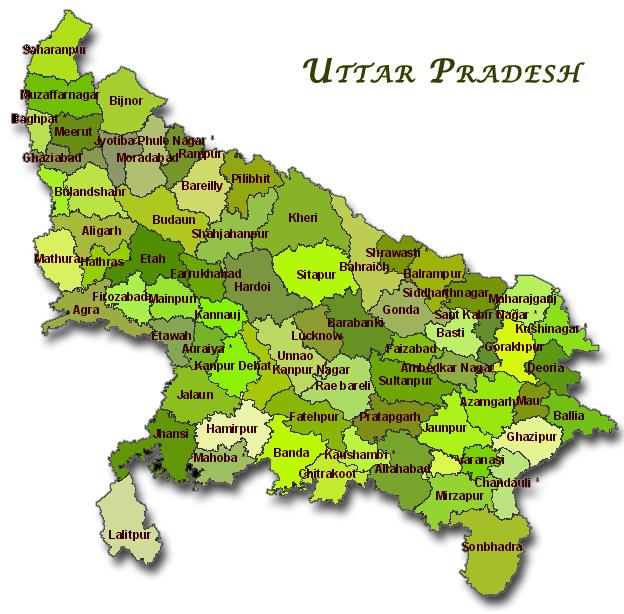 UTTAR PRADESH
Saharanpur
Muzaffarnagar
Bijnor
Baghpat *
Meerut
Jyotiba Phule Nagar *
Ghaziabad
Moradabad
Rampur
Bulandshahr
Bareilly
Pilibhit
Aligarh
Budaun
Shahjahanpur
Kheri
Mathura
Hathras
Etah
Farrukhabad
Hardoi
Sitapur
Bahraich
Shrawasti *
Balrampur
Agra
Firozabad
Mainpuri
Kannauj
Gonda
Siddharthnagar
Maharajganj
Sant Kabir Nagar *
Kushinagar *
Etawah
Auraiya *
Lucknow
Barabanki
Faizabad
Basti
Gorakhpur
Kanpur Dehat
Unnao
Kanpur Nagar
Ambedkar Nagar *
Deoria
Jalaun
Rae bareli
Sultanpur
Azamgarh
Mau
Ballia
Jhansi
Hamirpur
Fatehpur
Pratapgarh
Jaunpur
Ghazipur
Mahoba *
Banda
Kaushambi *
Chitrakoot *
Allahabad
Varanasi
Chandauli *
Mirzapur
Lalitpur
Sonbhadra